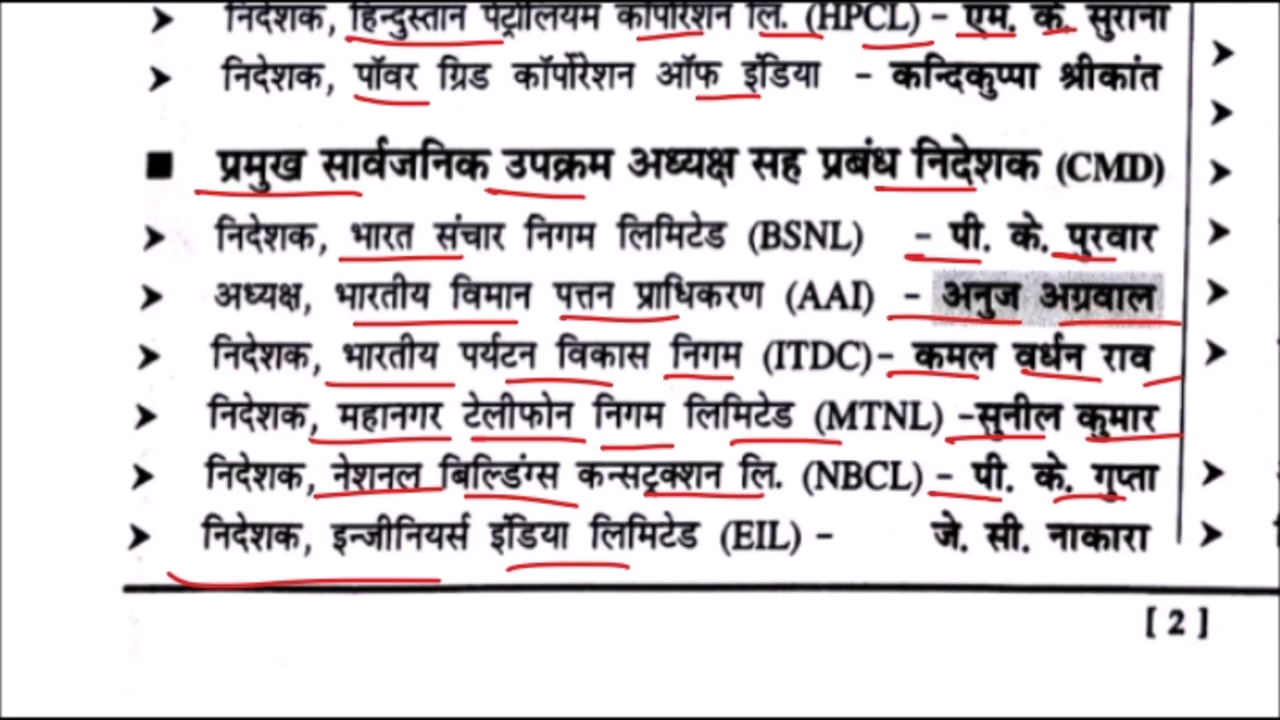 ➤ निदेशक, हिन्दुस्तान पेट्रोलियम कॉर्पोरेशन लि. (HPCL) - एम. के. सुराना
➤ निदेशक, पॉवर ग्रिड कॉर्पोरेशन ऑफ इंडिया - कन्दिकुप्पा श्रीकांत
■ प्रमुख सार्वजनिक उपक्रम अध्यक्ष सह प्रबंध निदेशक (CMD)
➤ निदेशक, भारत संचार निगम लिमिटेड (BSNL) - पी. के. पुरवार
➤ अध्यक्ष, भारतीय विमान पत्तन प्राधिकरण (AAI) - अनुज अग्रवाल
➤ निदेशक, भारतीय पर्यटन विकास निगम (ITDC)- कमल वर्धन राव
➤ निदेशक, महानगर टेलीफोन निगम लिमिटेड (MTNL) -सुनील कुमार
➤ निदेशक, नेशनल बिल्डिंग्स कन्सट्रक्शन लि. (NBCL) - पी. के. गुप्ता
➤ निदेशक, इन्जीनियर्स इंडिया लिमिटेड (EIL) - जे. सी. नाकारा
[ 2 ]